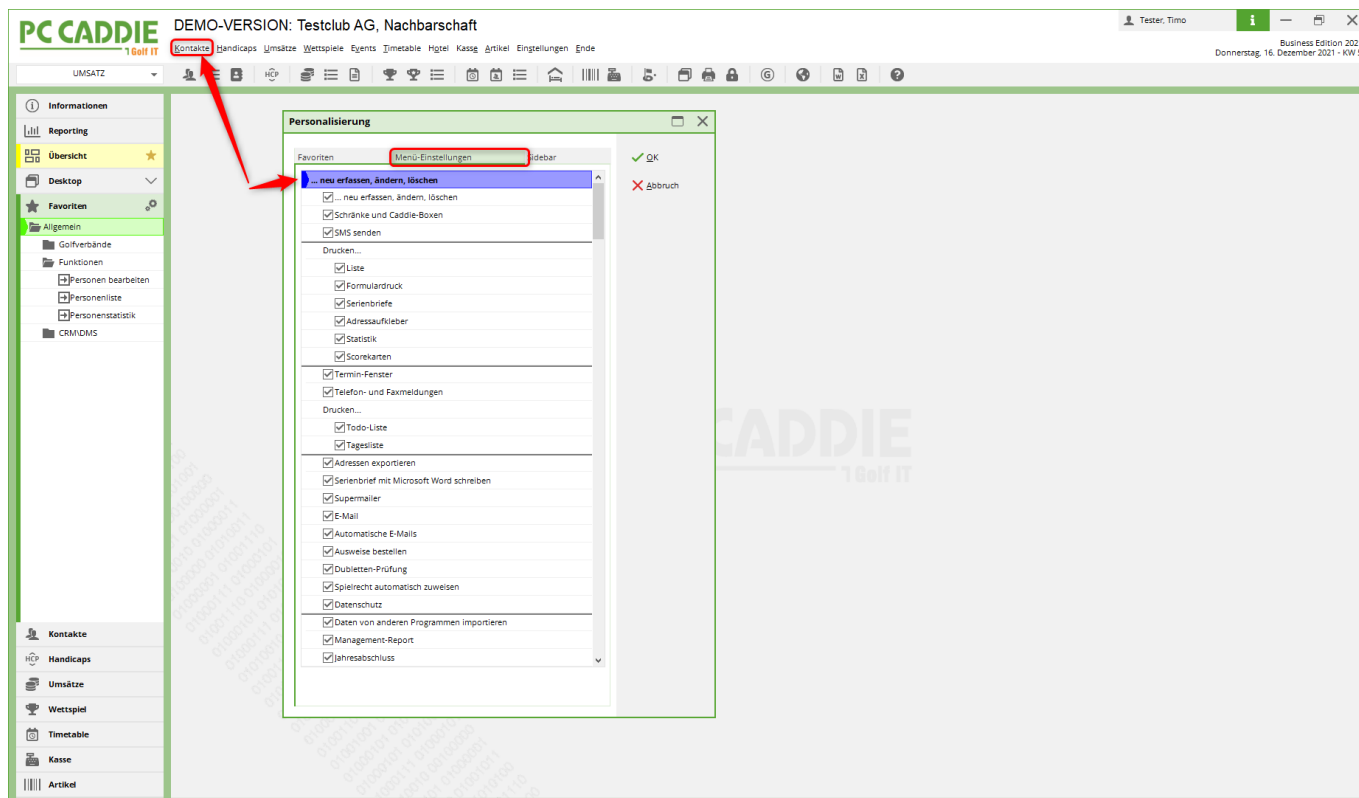 PC CADDIE
Golf IT
DEMO-VERSION: Testclub AG, Nachbarschaft
Tester, Timo
i
Kontakte Handicaps Umsätze Wettspiele Events Timetable Hotel Kasse Artikel Einstellungen Ende
Business Edition 202
Donnerstag, 16. Dezember 2021 - KW
UMSATZ
HCP
G
Informationen
Reporting
Übersicht
Desktop
Favoriten
Allgemein
Golfverbände
Funktionen
Personen bearbeiten
Personenliste
Personenstatistik
CRM\DMS
Kontakte
HCP Handicaps
Umsätze
Wettspiel
Timetable
Kasse
Artikel
Personalisierung
Favoriten Menü-Einstellungen Sidebar
OK
Abbruch
... neu erfassen, ändern, löschen
... neu erfassen, ändern, löschen
Schränke und Caddie-Boxen
SMS senden
Drucken...
Liste
Formulardruck
Serienbriefe
Adressaufkleber
Statistik
Scorekarten
Termin-Fenster
Telefon- und Faxmeldungen
Drucken...
Todo-Liste
Tagesliste
Adressen exportieren
Serienbrief mit Microsoft Word schreiben
Supermailer
E-Mail
Automatische E-Mails
Ausweise bestellen
Dubletten-Prüfung
Spielrecht automatisch zuweisen
Datenschutz
Daten von anderen Programmen importieren
Management-Report
Jahresabschluss
CADDIE
Golf IT